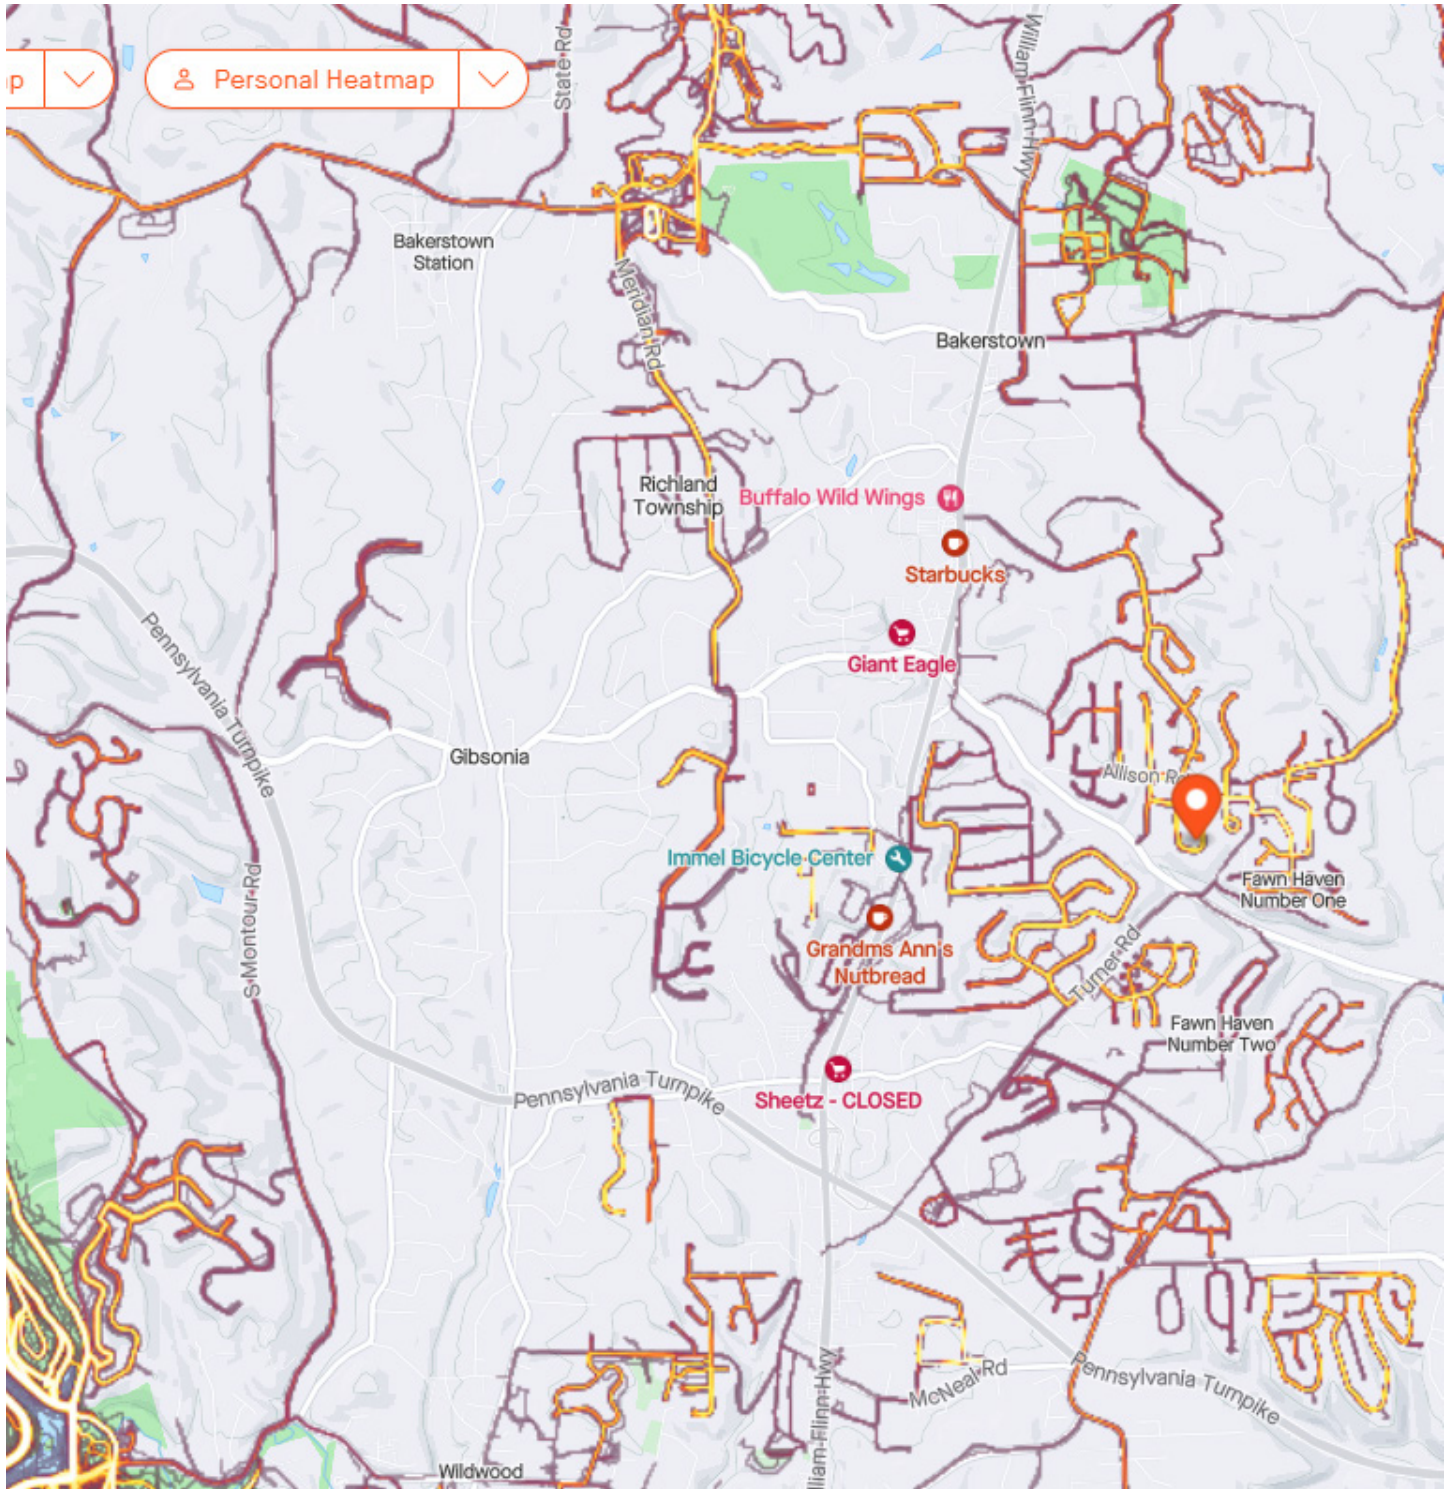 ap
Personal Heatmap
State Rd
William Flinn Hwy
Bakerstown
Station
Meridian Rd
Bakerstown
Richland
Township
Buffalo Wild Wings
Starbucks
Giant Eagle
Pennsylvania Turnpike
Gibsonia
Allison R
Immel Bicycle Center
Fawn Haven
Number One
S Montour Rd
Grandms Ann's
Nutbread
Turner Rd
Fawn Haven
Number Two
Pennsylvania Turnpike
Sheetz - CLOSED
McNeal Rd
Pennsylvania Turnpike
lliam Flinn Hwy
Wildwood